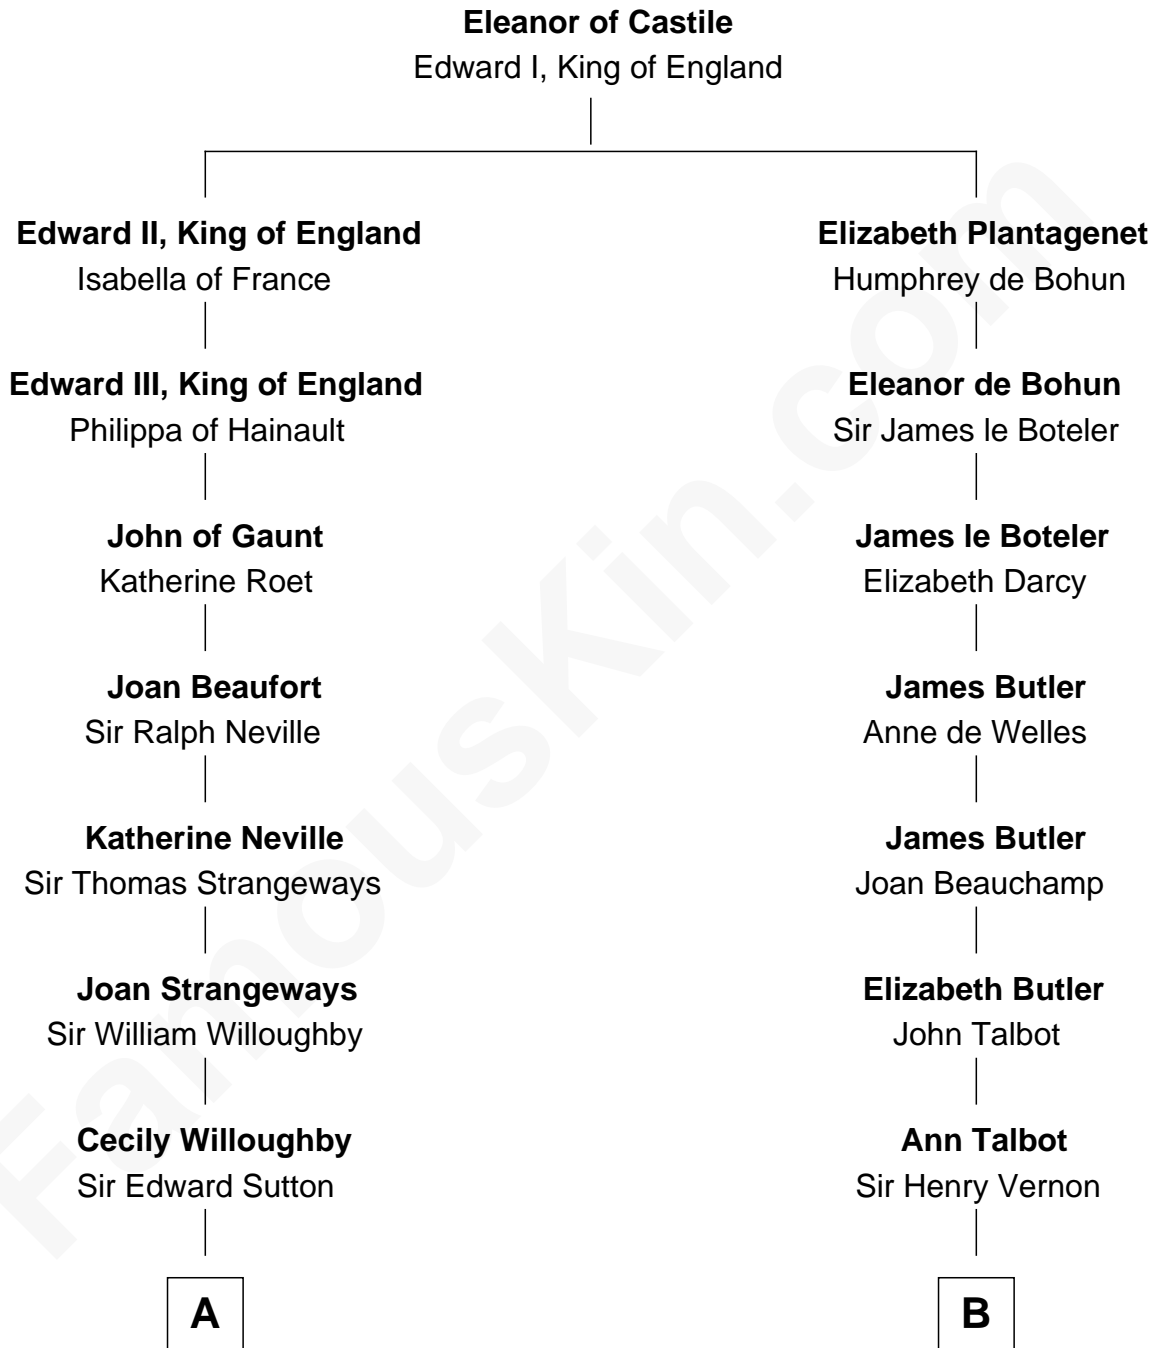 Eleanor of Castile
Edward I, King of England
Edward II, King of England
Isabella of France
Elizabeth Plantagenet
Humphrey de Bohun
Edward III, King of England
Philippa of Hainault
Eleanor de Bohun
Sir James le Boteler
John of Gaunt
Katherine Roet
James le Boteler
Elizabeth Darcy
Joan Beaufort
Sir Ralph Neville
James Butler
Anne de Welles
Katherine Neville
Sir Thomas Strangeways
James Butler
Joan Beauchamp
Joan Strangeways
Sir William Willoughby
Elizabeth Butler
John Talbot
Cecily Willoughby
Sir Edward Sutton
Ann Talbot
Sir Henry Vernon
A
B
FamousKin.com